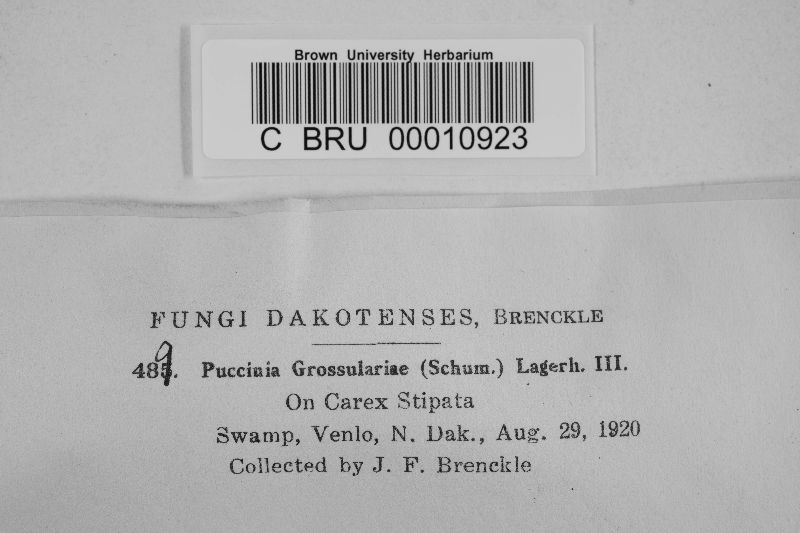 Brown University Herbarium
C BRU 00010923
FUNGI DAKOTENSES, BRENCKLE
489. Puccinia Grossulariae (Schum.) Lagerh. III.
On Carex Stipata
Swamp, Venlo, N. Dak., Aug. 29, 1920
Collected by J. F. Brenckle